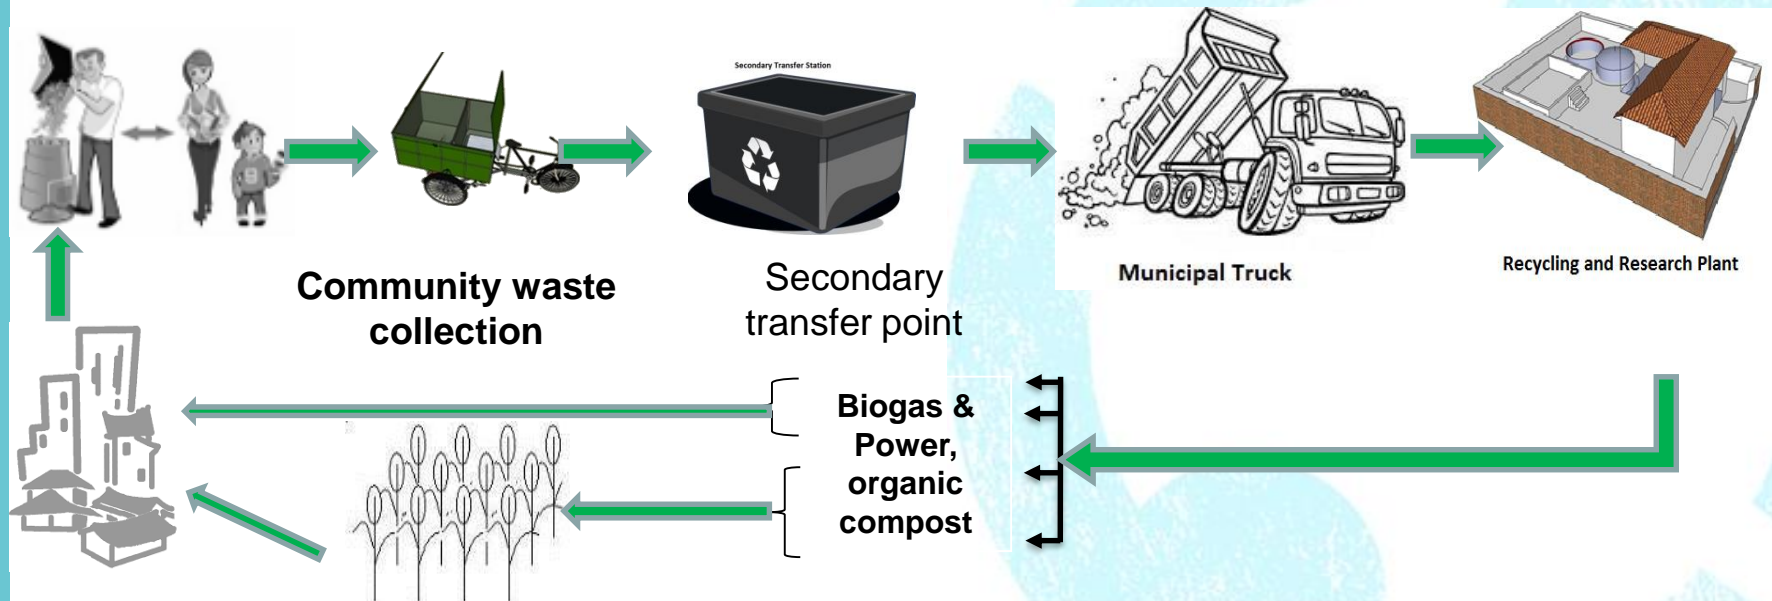 Secondary Transfer Station
Community waste
collection
Secondary
transfer point
Municipal Truck
Recycling and Research Plant
Biogas &
Power,
organic
compost